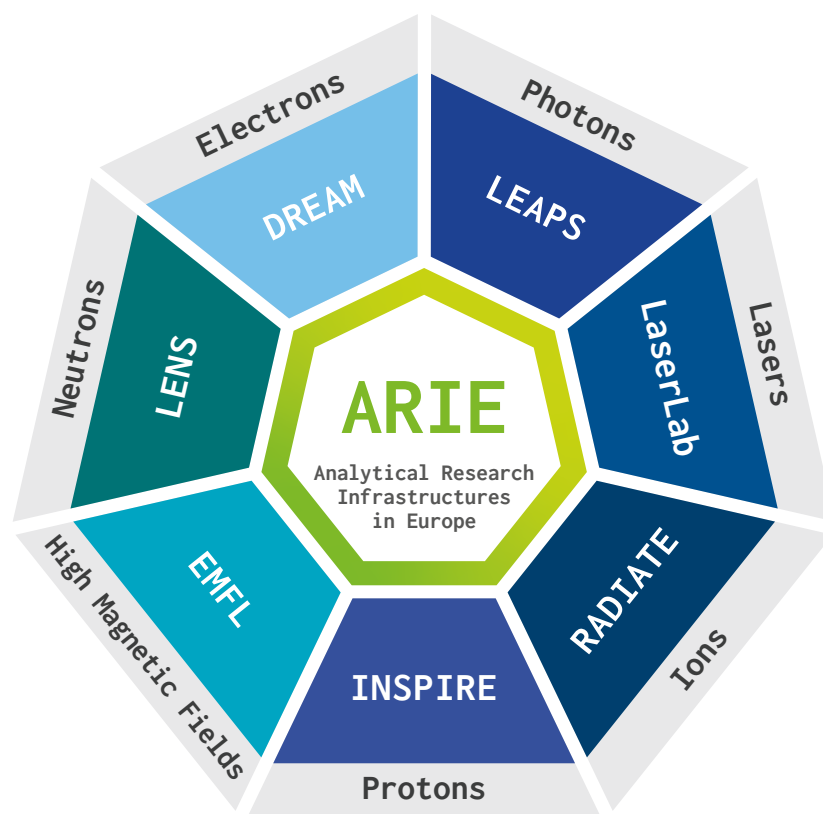 Electrons
DREAM
Photons
LEAPS
Lasers
LaserLab
Ions
RADIATE
Protons
INSPIRE
High Magnetic Fields
EMFL
Neutrons
LENS
ARIE
Analytical Research
Infrastructures
in Europe